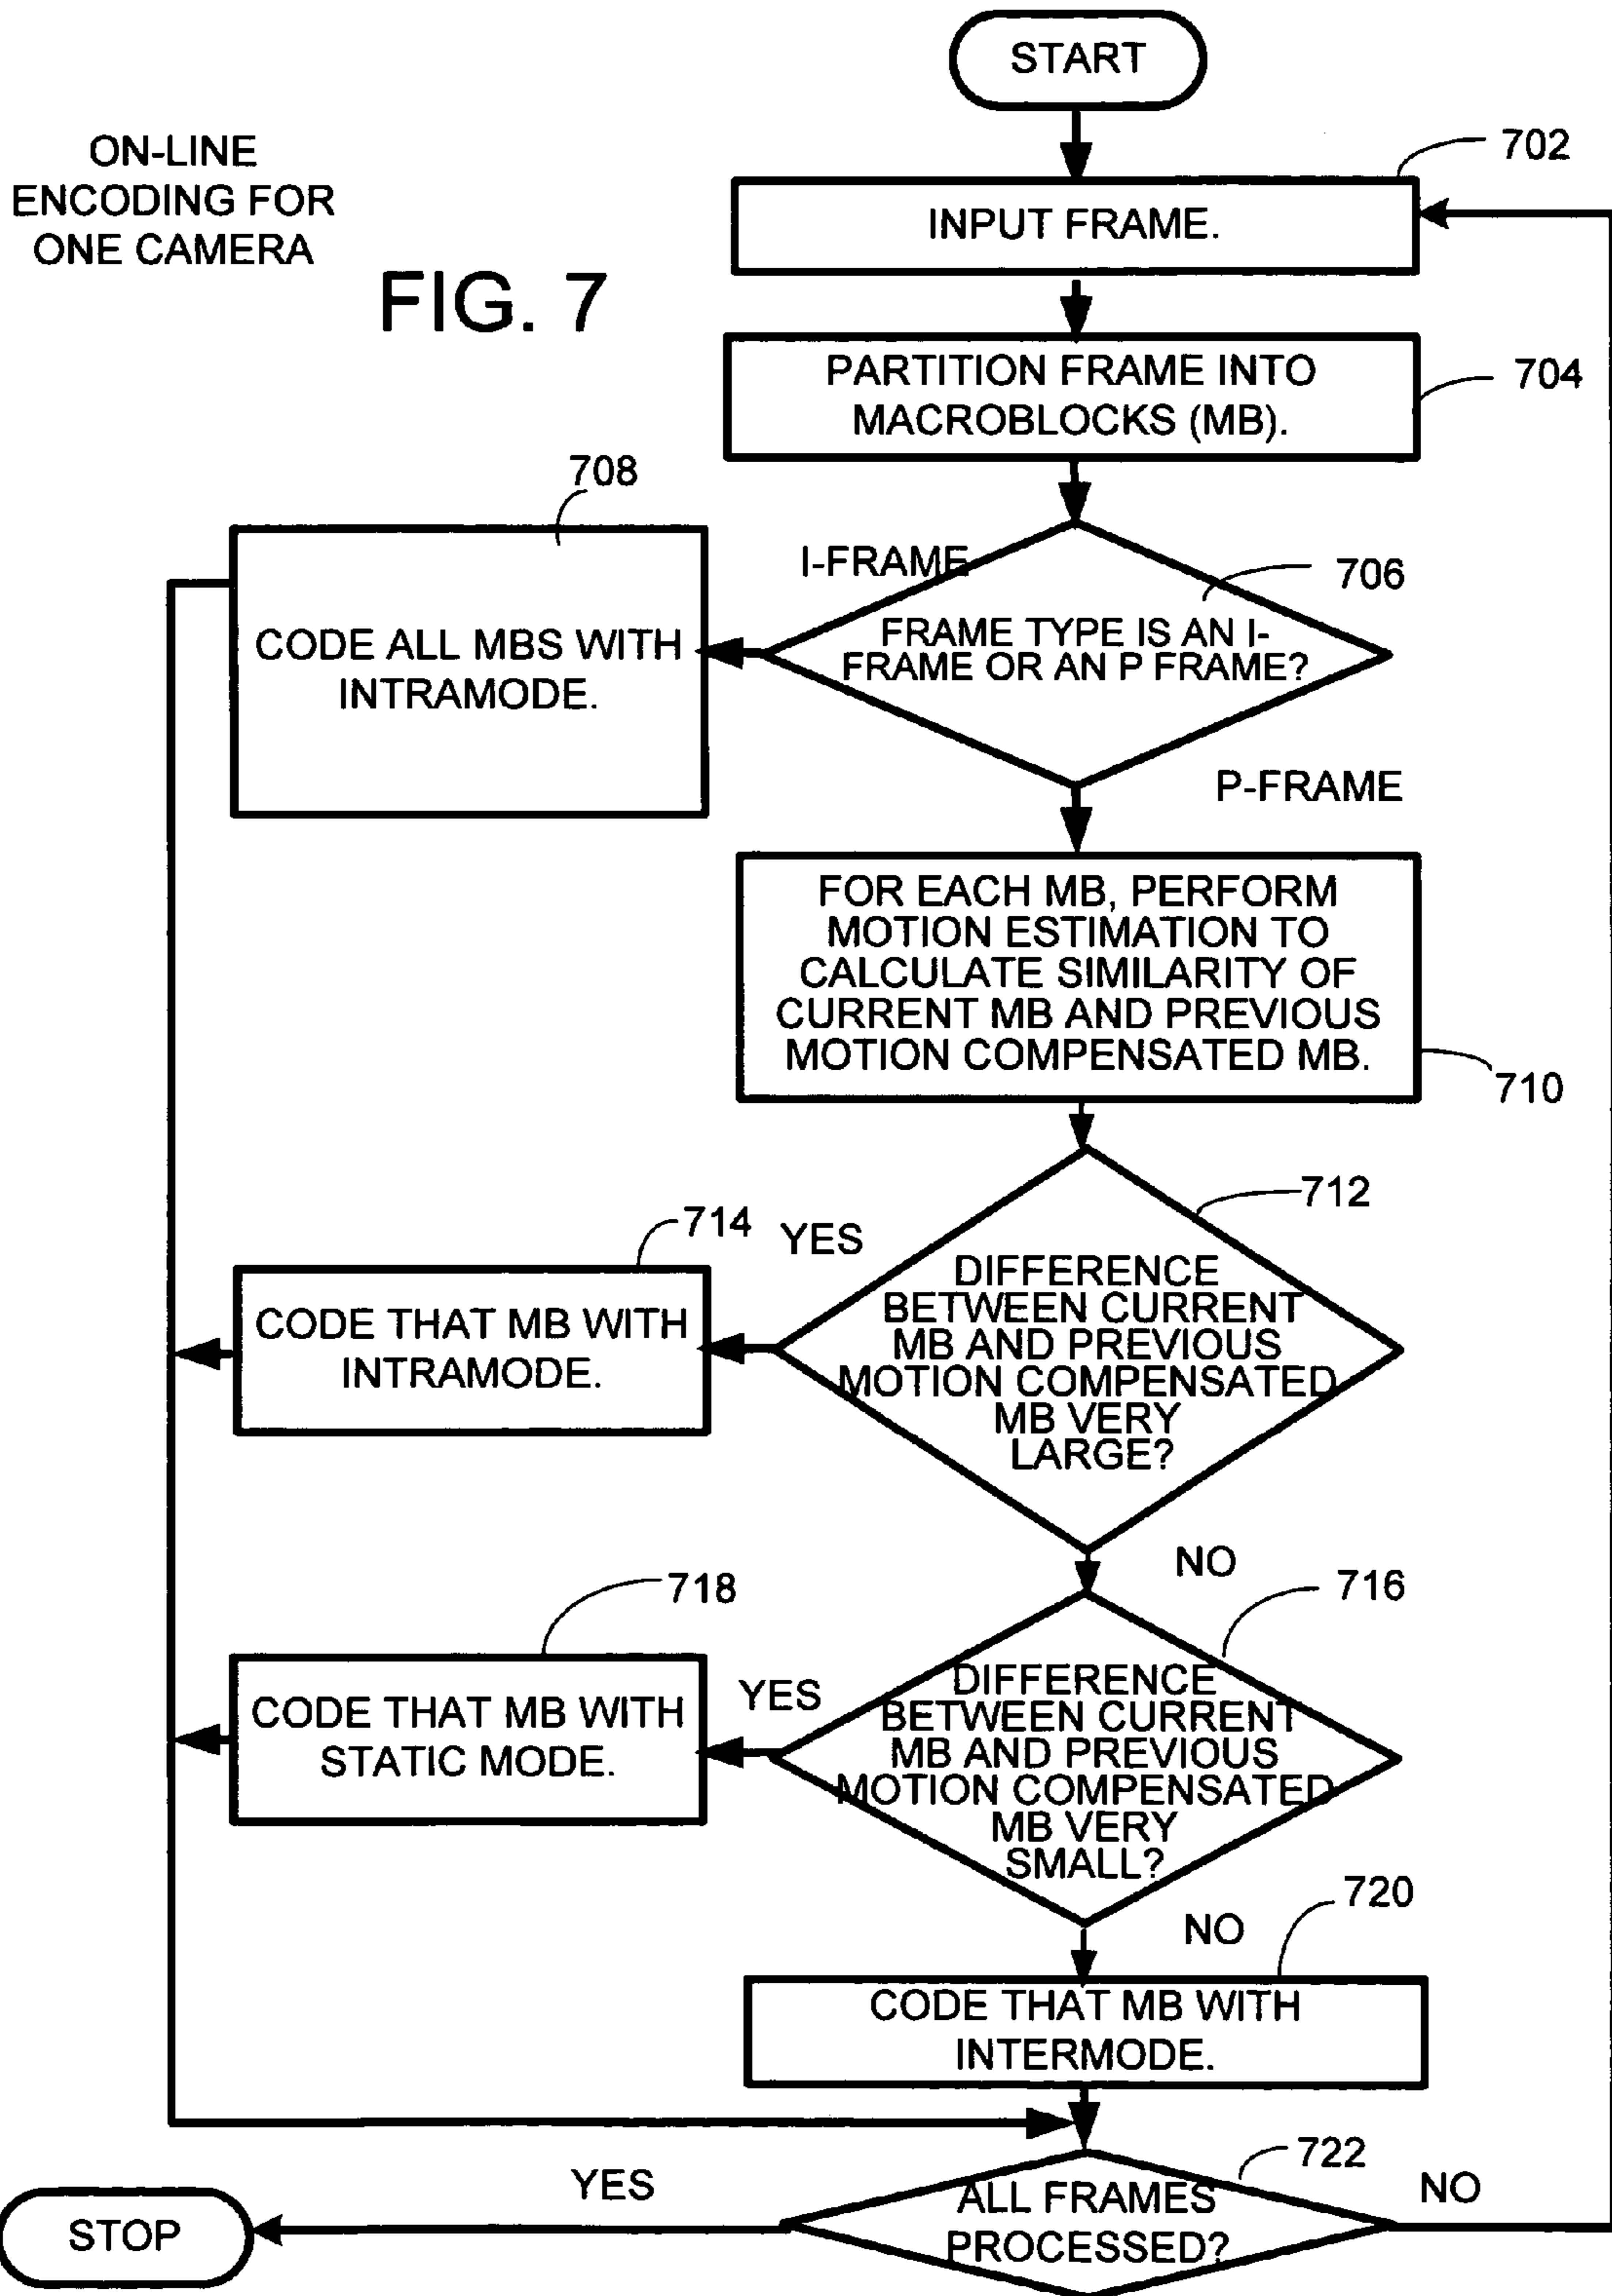 START
ON-LINE
ENCODING FOR
ONE CAMERA
FIG. 7
702
INPUT FRAME.
PARTITION FRAME INTO
MACROBLOCKS (MB).
704
708
I-FRAME
706
FRAME TYPE IS AN I-
FRAME OR AN P FRAME?
CODE ALL MBS WITH
INTRAMODE.
P-FRAME
FOR EACH MB, PERFORM
MOTION ESTIMATION TO
CALCULATE SIMILARITY OF
CURRENT MB AND PREVIOUS
MOTION COMPENSATED MB.
710
712
714
YES
DIFFERENCE
BETWEEN CURRENT
MB AND PREVIOUS
MOTION COMPENSATED
MB VERY
LARGE?
CODE THAT MB WITH
INTRAMODE.
NO
716
718
YES
DIFFERENCE
BETWEEN CURRENT
MB AND PREVIOUS
MOTION COMPENSATED
MB VERY
SMALL?
CODE THAT MB WITH
STATIC MODE.
720
NO
CODE THAT MB WITH
INTERMODE.
722
YES
ALL FRAMES
PROCESSED?
NO
STOP